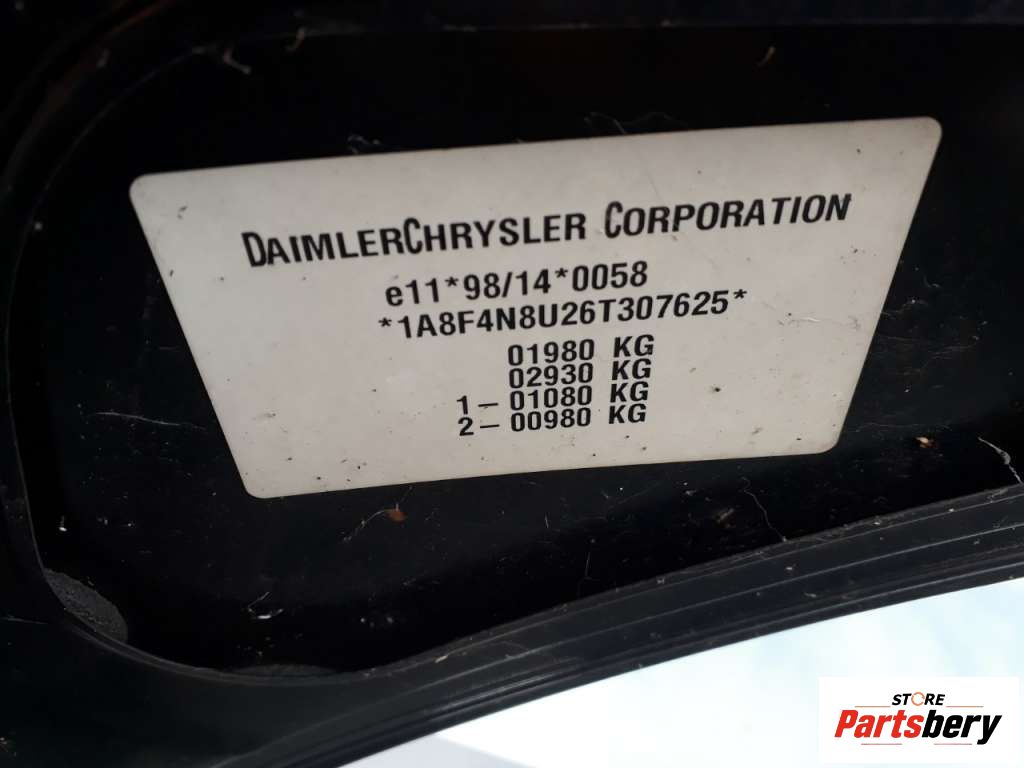 DAIMLERCHRYSLER CORPORATION
e11*98/14*0058
*1A8F4N8U26T307625*
01980 KG
02930 KG
1– 01080 KG
2– 00980 KG
STORE
Partsbery